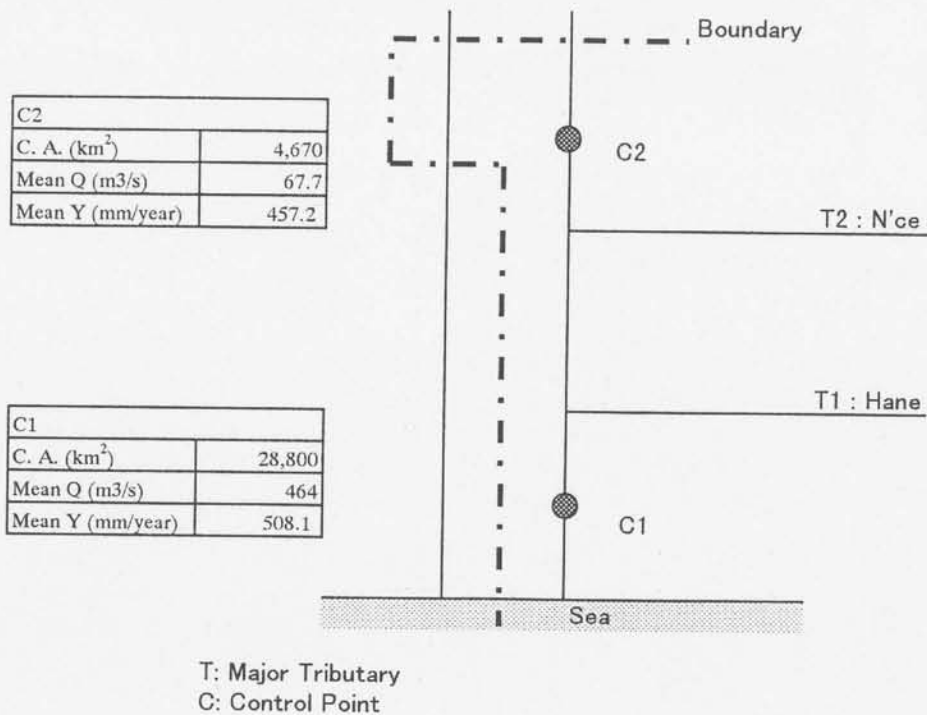 Boundary
C2
C. A. (km²) 4,670
Mean Q (m3/s) 67.7
Mean Y (mm/year) 457.2
C2
T2 : N'ce
T1 : Hane
C1
C. A. (km²) 28,800
Mean Q (m3/s) 464
Mean Y (mm/year) 508.1
C1
Sea
T: Major Tributary
C: Control Point